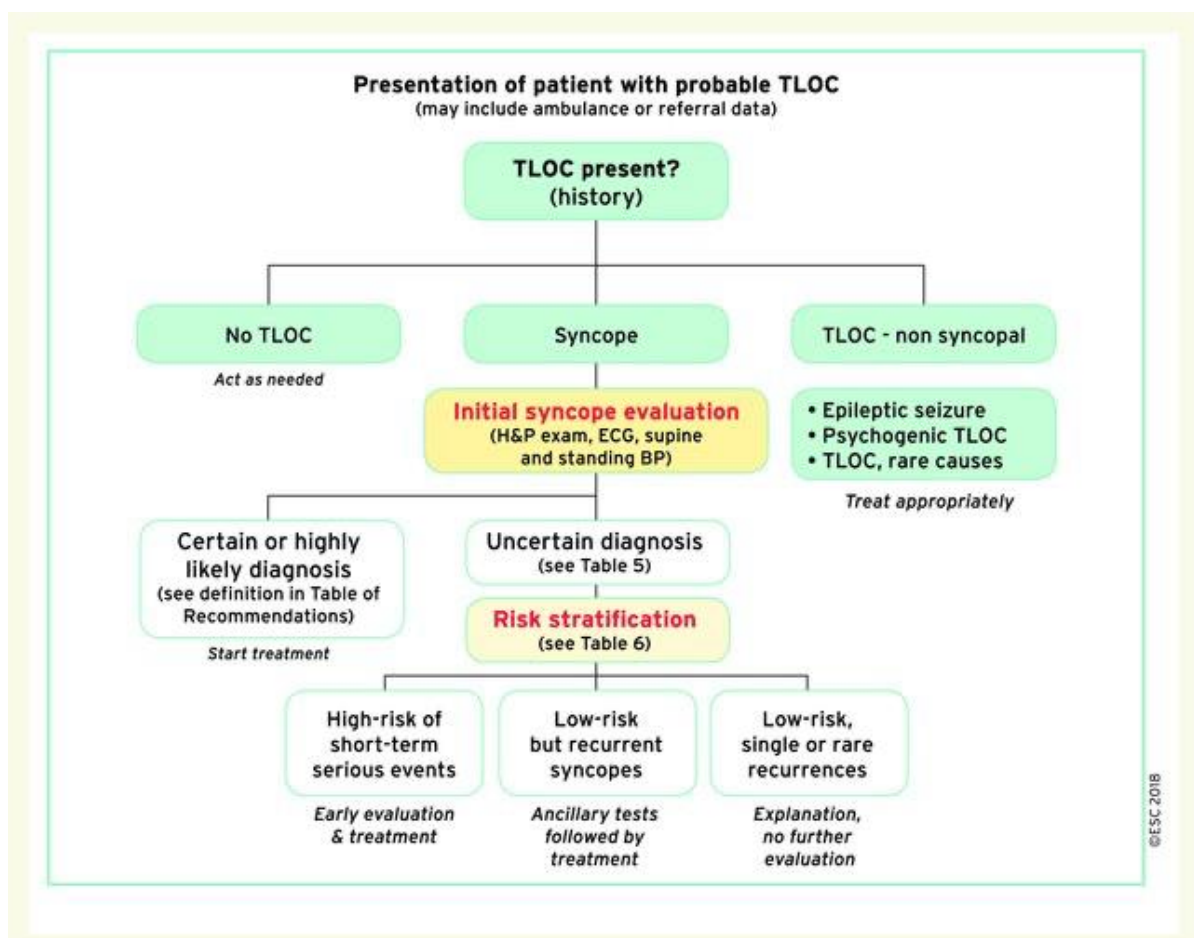 Presentation of patient with probable TLOC
(may include ambulance or referral data)
TLOC present?
(history)
No TLOC
Act as needed
Syncope
TLOC - non syncopal
Initial syncope evaluation
(H&P exam, ECG, supine
and standing BP)
• Epileptic seizure
• Psychogenic TLOC
• TLOC, rare causes
Treat appropriately
Certain or highly
likely diagnosis
(see definition in Table of
Recommendations)
Start treatment
Uncertain diagnosis
(see Table 5)
Risk stratification
(see Table 6)
High-risk of
short-term
serious events
Early evaluation
& treatment
Low-risk
but recurrent
syncopes
Ancillary tests
followed by
treatment
Low-risk,
single or rare
recurrences
Explanation,
no further
evaluation
©ESC 2018